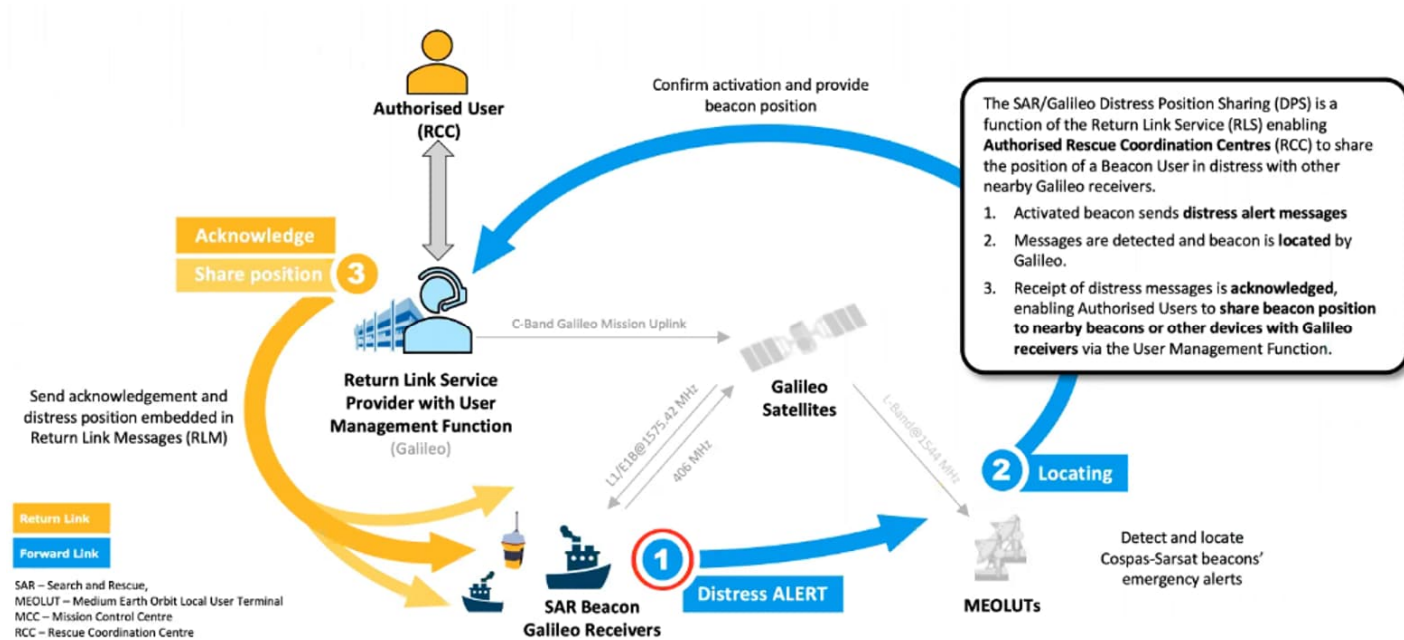 Authorised User
(RCC)
Confirm activation and provide
beacon position
The SAR/Galileo Distress Position Sharing (DPS) is a
function of the Return Link Service (RLS) enabling
Authorised Rescue Coordination Centres (RCC) to share
the position of a Beacon User in distress with other
nearby Galileo receivers.
1. Activated beacon sends distress alert messages
2. Messages are detected and beacon is located by
Galileo.
3. Receipt of distress messages is acknowledged,
enabling Authorised Users to share beacon position
to nearby beacons or other devices with Galileo
receivers via the User Management Function.
Acknowledge
Share position
3
C-Band Galileo Mission Uplink
Return Link Service
Provider with User
Management Function
(Galileo)
Galileo
Satellites
Send acknowledgement and
distress position embedded in
Return Link Messages (RLM)
L1/E1B@1575.42 MHz
406 MHz
L-Band@1544 MHz
2 Locating
Return Link
Forward Link
1
Distress ALERT
Detect and locate
Cospas-Sarsat beacons'
emergency alerts
SAR Beacon
Galileo Receivers
MEOLUTs
SAR – Search and Rescue,
MEOLUT – Medium Earth Orbit Local User Terminal
MCC – Mission Control Centre
RCC – Rescue Coordination Centre